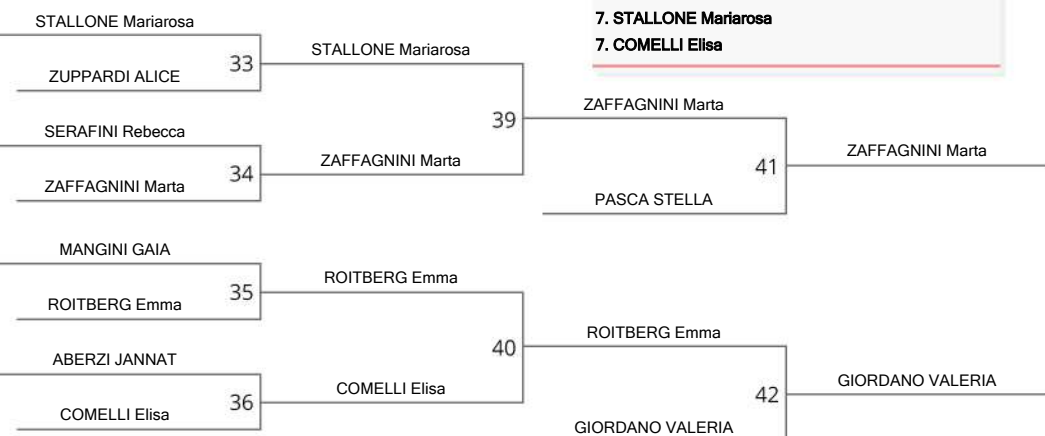 STALLONE Mariarosa
33
ZUPPARDI ALICE
SERAFINI Rebecca
34
ZAFFAGNINI Marta
MANGINI GAIA
35
ROITBERG Emma
ABERZI JANNAT
36
COMELLI Elisa
STALLONE Mariarosa
39
ZAFFAGNINI Marta
ROITBERG Emma
40
COMELLI Elisa
7. STALLONE Mariarosa
7. COMELLI Elisa
ZAFFAGNINI Marta
41
PASCA STELLA
ROITBERG Emma
42
GIORDANO VALERIA
ZAFFAGNINI Marta
GIORDANO VALERIA